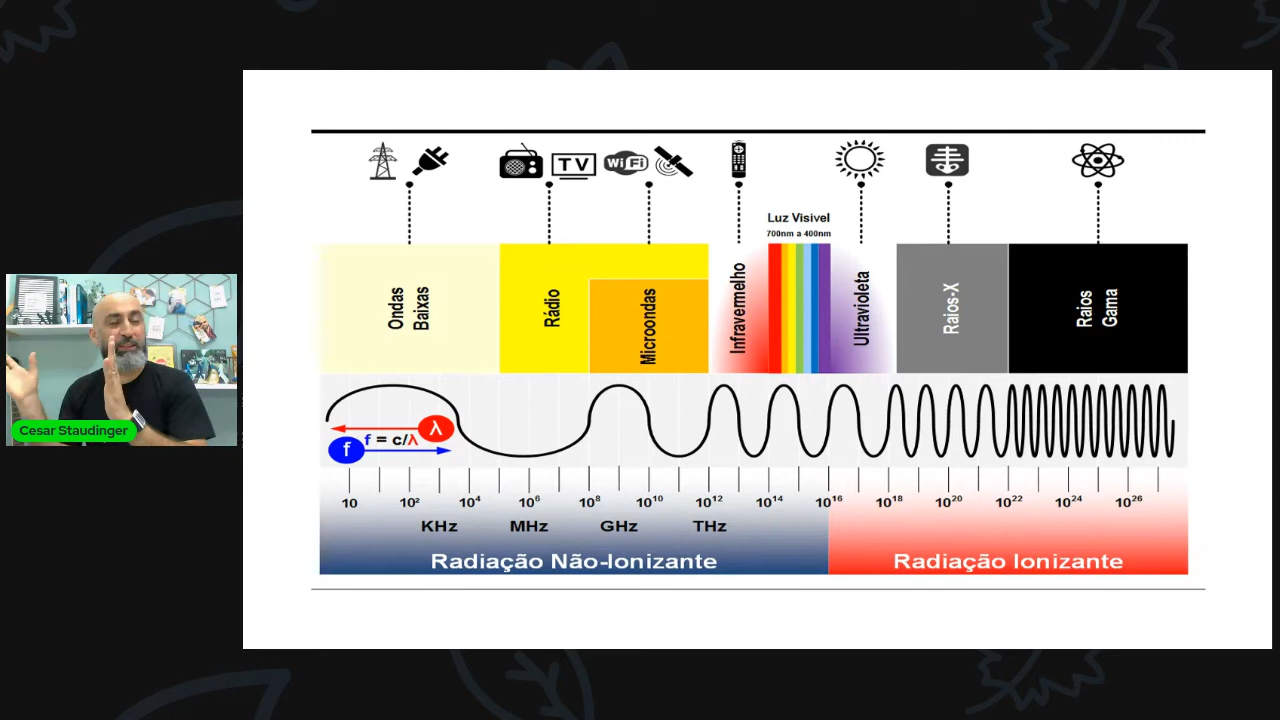 TV
WiFi
Luz Visivel
700nm a 400nm
Ondas
Baixas
Rádio
Microondas
Infravermelho
Ultravioleta
Raios-X
Raios
Gama
λ
f = c/λ
f
10 10² 10⁴ 10⁶ 10⁸ 10¹⁰ 10¹² 10¹⁴ 10¹⁶ 10¹⁸ 10²⁰ 10²² 10²⁴ 10²⁶
KHz MHz GHz THz
Radiação Não-Ionizante Radiação Ionizante
Cesar Staudinger